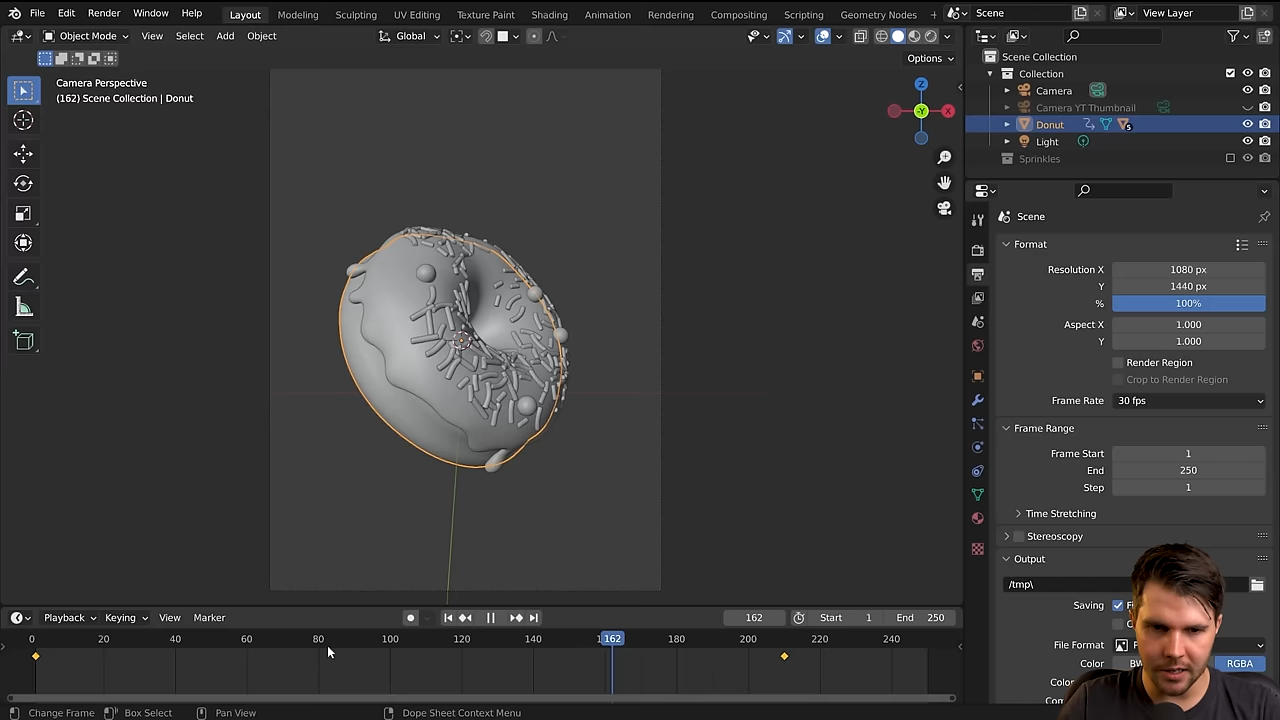 File Edit Render Window Help Layout Modeling Sculpting UV Editing Texture Paint Shading Animation Rendering Compositing Scripting Geometry Nodes + Scene View Layer
Object Mode View Select Add Object Global
Options
Camera Perspective
(162) Scene Collection | Donut
Z
-Y
X
Scene Collection
Collection
Camera
Camera YT Thumbnail
Donut 5
Light
Sprinkles
Scene
Format
Resolution X 1080 px
Y 1440 px
% 100%
Aspect X 1.000
Y 1.000
Render Region
Crop to Render Region
Frame Rate 30 fps
Frame Range
Frame Start 1
End 250
Step 1
Time Stretching
Stereoscopy
Output
/tmp\
Saving
File Format
Color BW RGBA
Playback Keying View Marker 162 Start 1 End 250
0 20 40 60 80 100 120 140 162 180 200 220 240
Change Frame Box Select Pan View Dope Sheet Context Menu